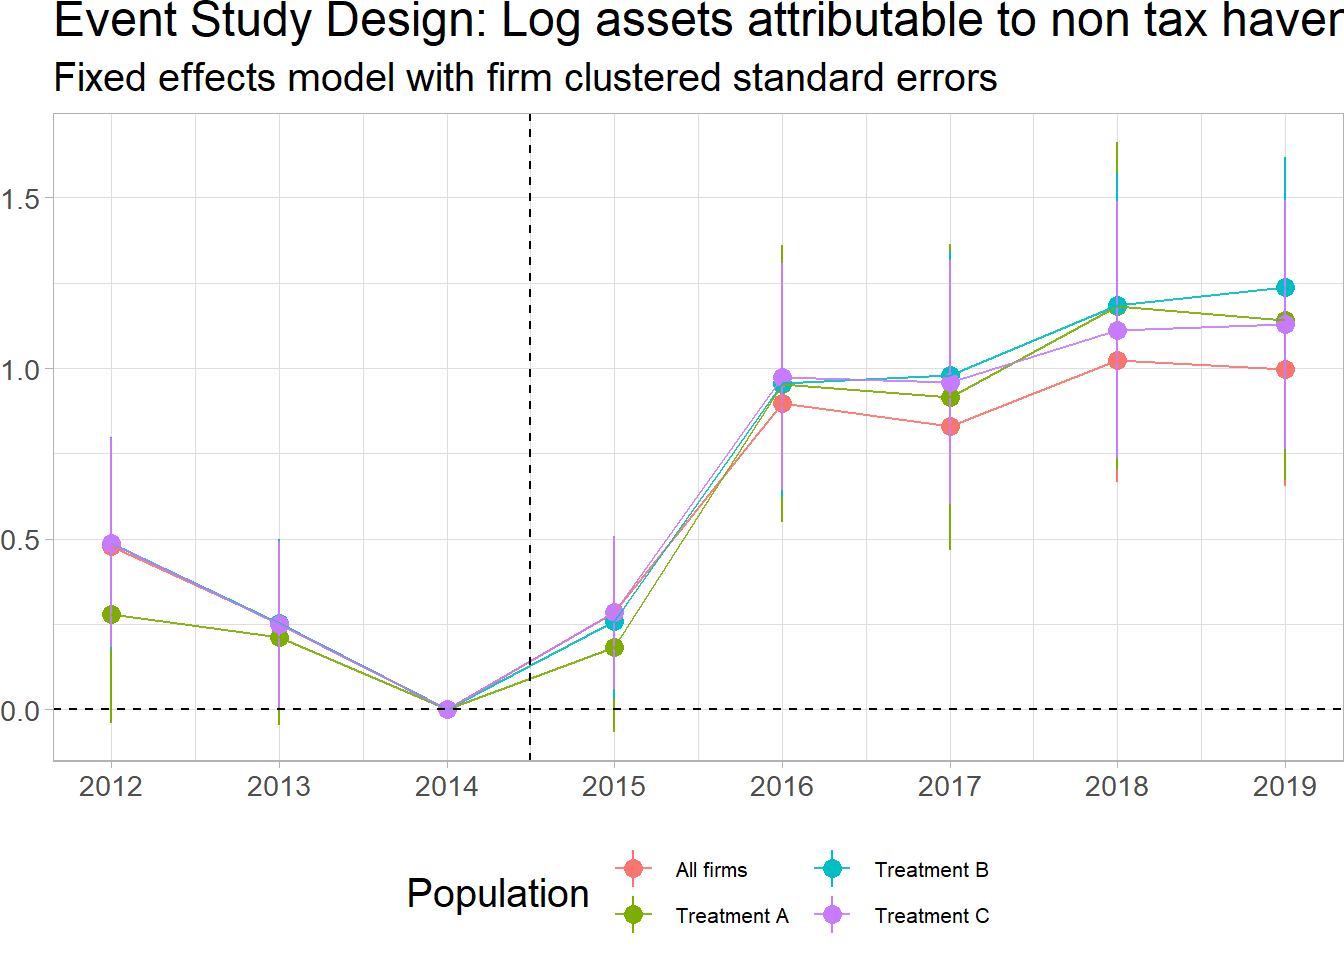 Event Study Design: Log assets attributable to non tax haven
Fixed effects model with firm clustered standard errors
1.5
1.0
0.5
0.0
2012 2013 2014 2015 2016 2017 2018 2019
Population
All firms
Treatment B
Treatment A
Treatment C